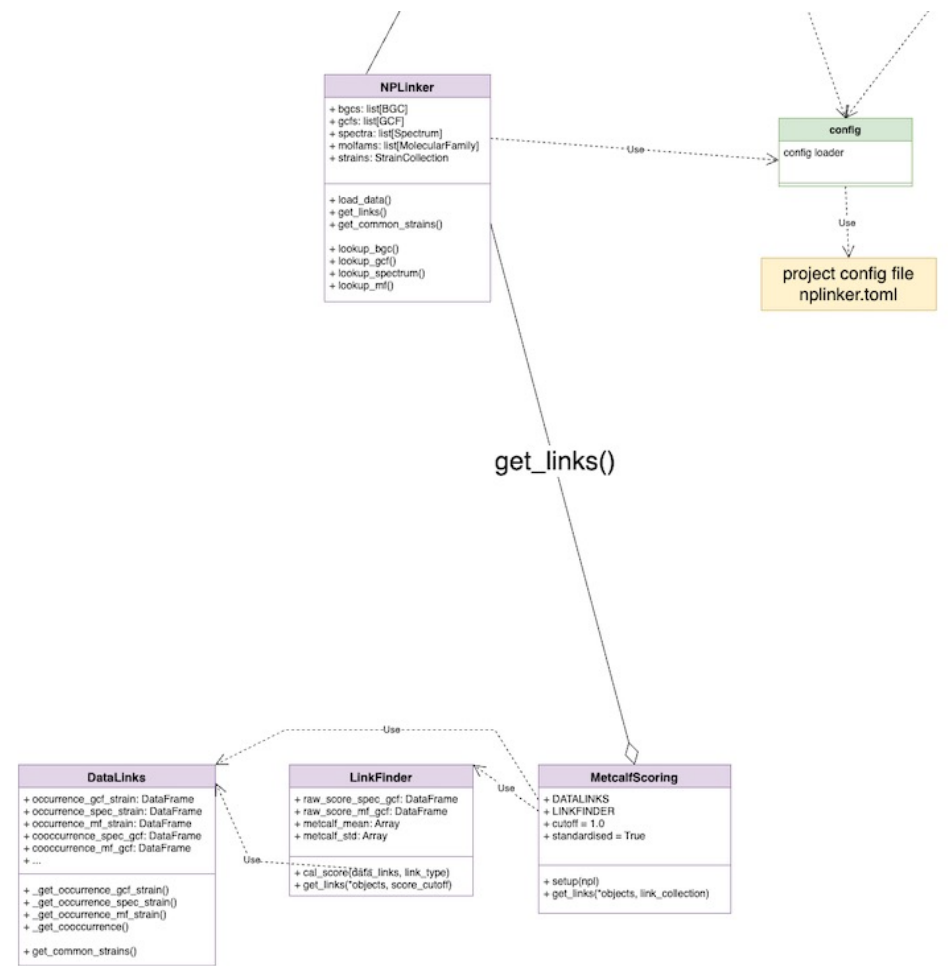 NPLinker
+ bgcs: list[BGC]
+ gcfs: list[GCF]
+ spectra: list[Spectrum]
+ molfams: list[MolecularFamily]
+ strains: StrainCollection
+ load_data()
+ get_links()
+ get_common_strains()
+ lookup_bgc()
+ lookup_gcf()
+ lookup_spectrum()
+ lookup_mf()
Use
config
config loader
Use
project config file
nplinker.toml
get_links()
Use
DataLinks
+ occurrence_gcf_strain: DataFrame
+ occurrence_spec_strain: DataFrame
+ occurrence_mf_strain: DataFrame
+ cooccurrence_spec_gcf: DataFrame
+ cooccurrence_mf_gcf: DataFrame
+ ...
+ _get_occurrence_gcf_strain()
+ _get_occurrence_spec_strain()
+ _get_occurrence_mf_strain()
+ _get_cooccurrence()
+ get_common_strains()
Use
LinkFinder
+ raw_score_spec_gcf: DataFrame
+ raw_score_mf_gcf: DataFrame
+ metcalf_mean: Array
+ metcalf_std: Array
+ cal_score(data_links, link_type)
+ get_links(*objects, score_cutoff)
Use
MetcalfScoring
+ DATALINKS
+ LINKFINDER
+ cutoff = 1.0
+ standardised = True
+ setup(npl)
+ get_links(*objects, link_collection)